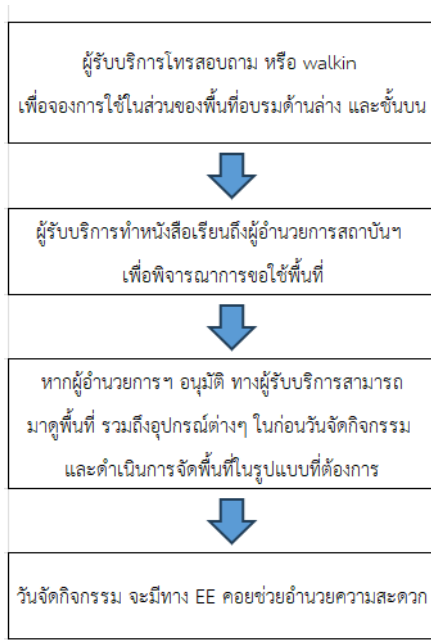 ผู้รับบริการโทรสอบถาม หรือ walkin
เพื่อจองการใช้ในส่วนของพื้นที่อบรมด้านล่าง และชั้นบน
ผู้รับบริการทำหนังสือเรียนถึงผู้อำนวยการสถาบันฯ
เพื่อพิจารณาการขอใช้พื้นที่
หากผู้อำนวยการฯ อนุมัติ ทางผู้รับบริการสามารถ
มาดูพื้นที่ รวมถึงอุปกรณ์ต่างๆ ในก่อนวันจัดกิจกรรม
และดำเนินการจัดพื้นที่ในรูปแบบที่ต้องการ
วันจัดกิจกรรม จะมีทาง EE คอยช่วยอำนวยความสะดวก